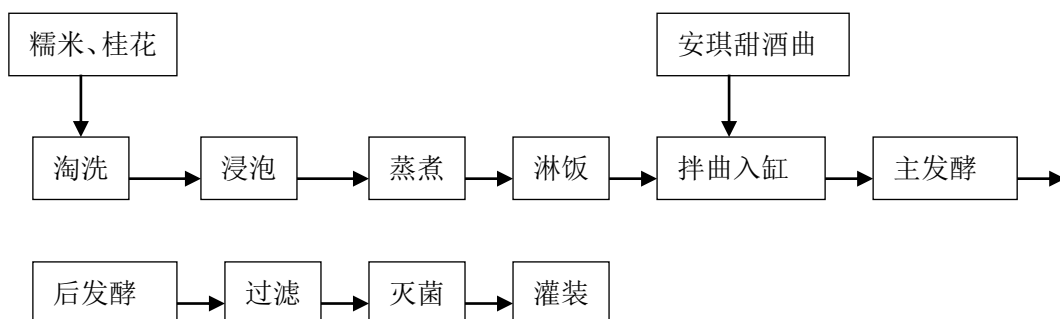 糯米、桂花
安琪甜酒曲
淘洗
浸泡
蒸煮
淋饭
拌曲入缸
主发酵
后发酵
过滤
灭菌
灌装